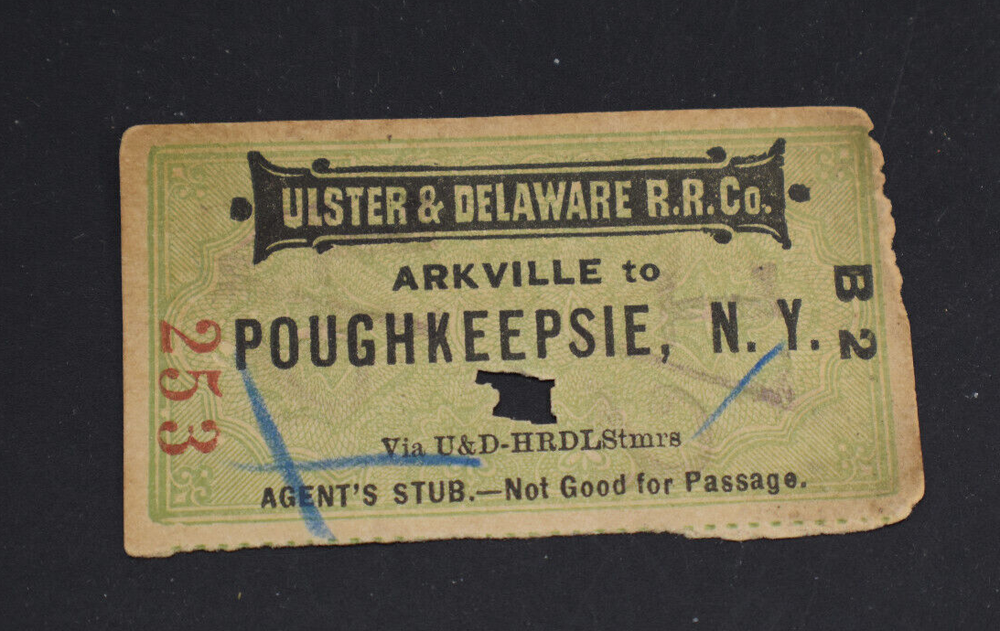 ULSTER & DELAWARE R.R.Co.
ARKVILLE to
POUGHKEEPSIE, N. Y.
Via U&D-HRDLStmrs
AGENT'S STUB.—Not Good for Passage.
253
B2